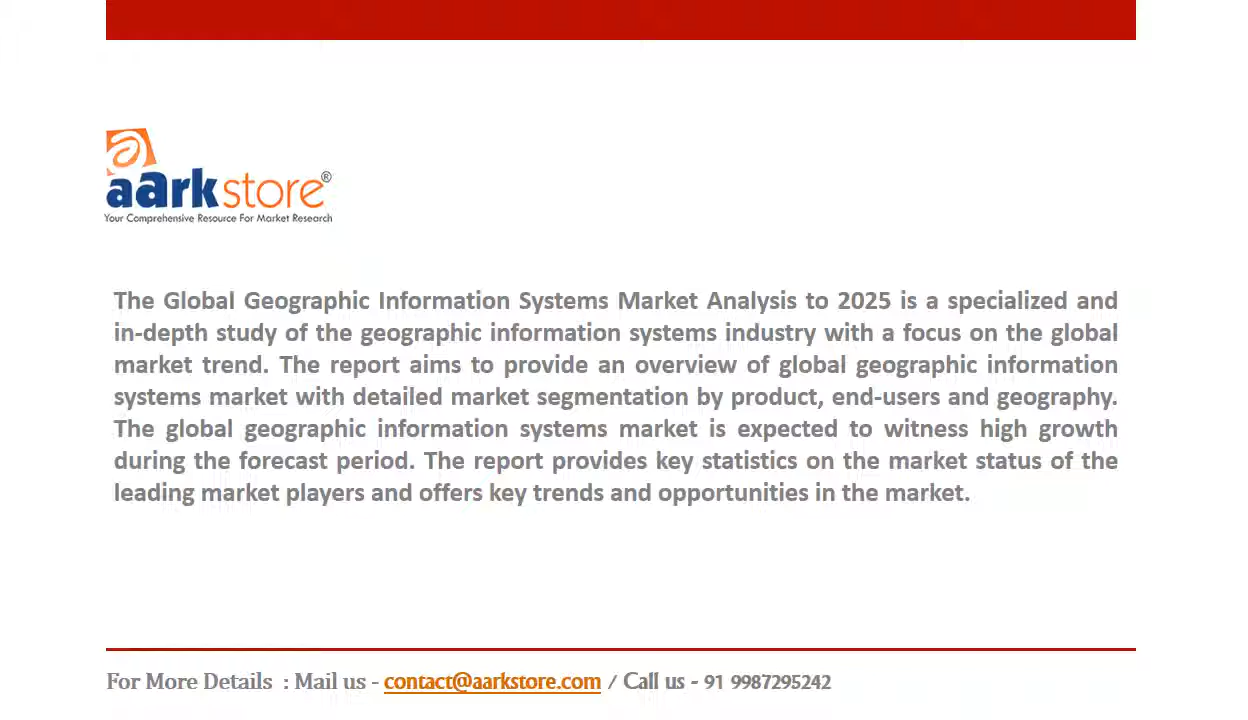 aarkstore®
Your Comprehensive Resource For Market Research
The Global Geographic Information Systems Market Analysis to 2025 is a specialized and
in-depth study of the geographic information systems industry with a focus on the global
market trend. The report aims to provide an overview of global geographic information
systems market with detailed market segmentation by product, end-users and geography.
The global geographic information systems market is expected to witness high growth
during the forecast period. The report provides key statistics on the market status of the
leading market players and offers key trends and opportunities in the market.
For More Details : Mail us - contact@aarkstore.com / Call us - 91 9987295242